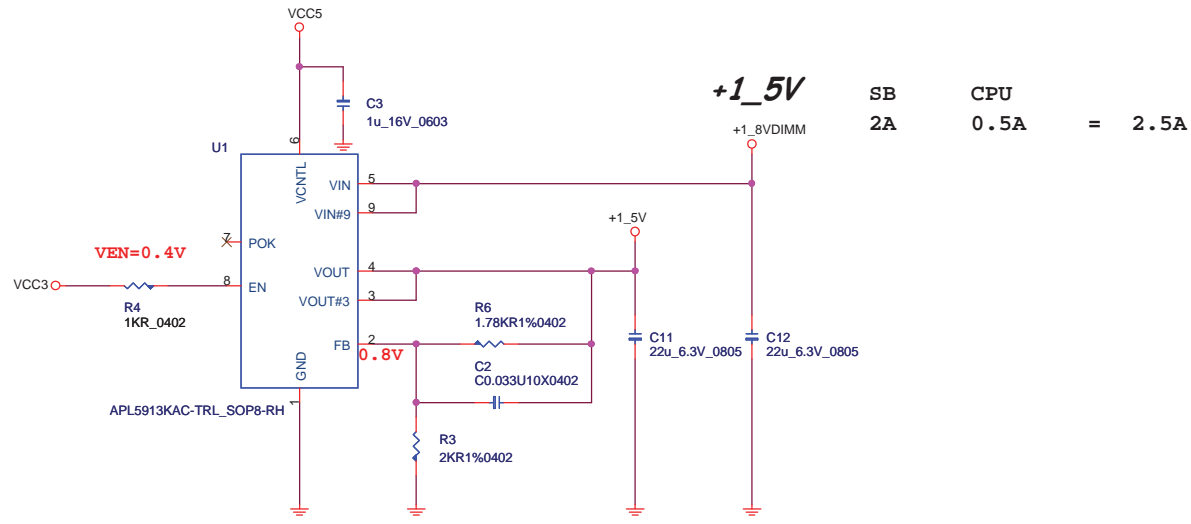 VCC5
C3
1u_16V_0603
+1_5V
SB CPU
2A 0.5A = 2.5A
+1_8VDIMM
U1
6
VCNTL
VIN 5
VIN#9 9
+1_5V
7 POK
VEN=0.4V
VOUT 4
VCC3
8 EN
VOUT#3 3
R4
1KR_0402
R6
1.78KR1%0402
C11
22u_6.3V_0805
C12
22u_6.3V_0805
FB 2
0.8V
GND
1
C2
C0.033U10X0402
APL5913KAC-TRL_SOP8-RH
R3
2KR1%0402